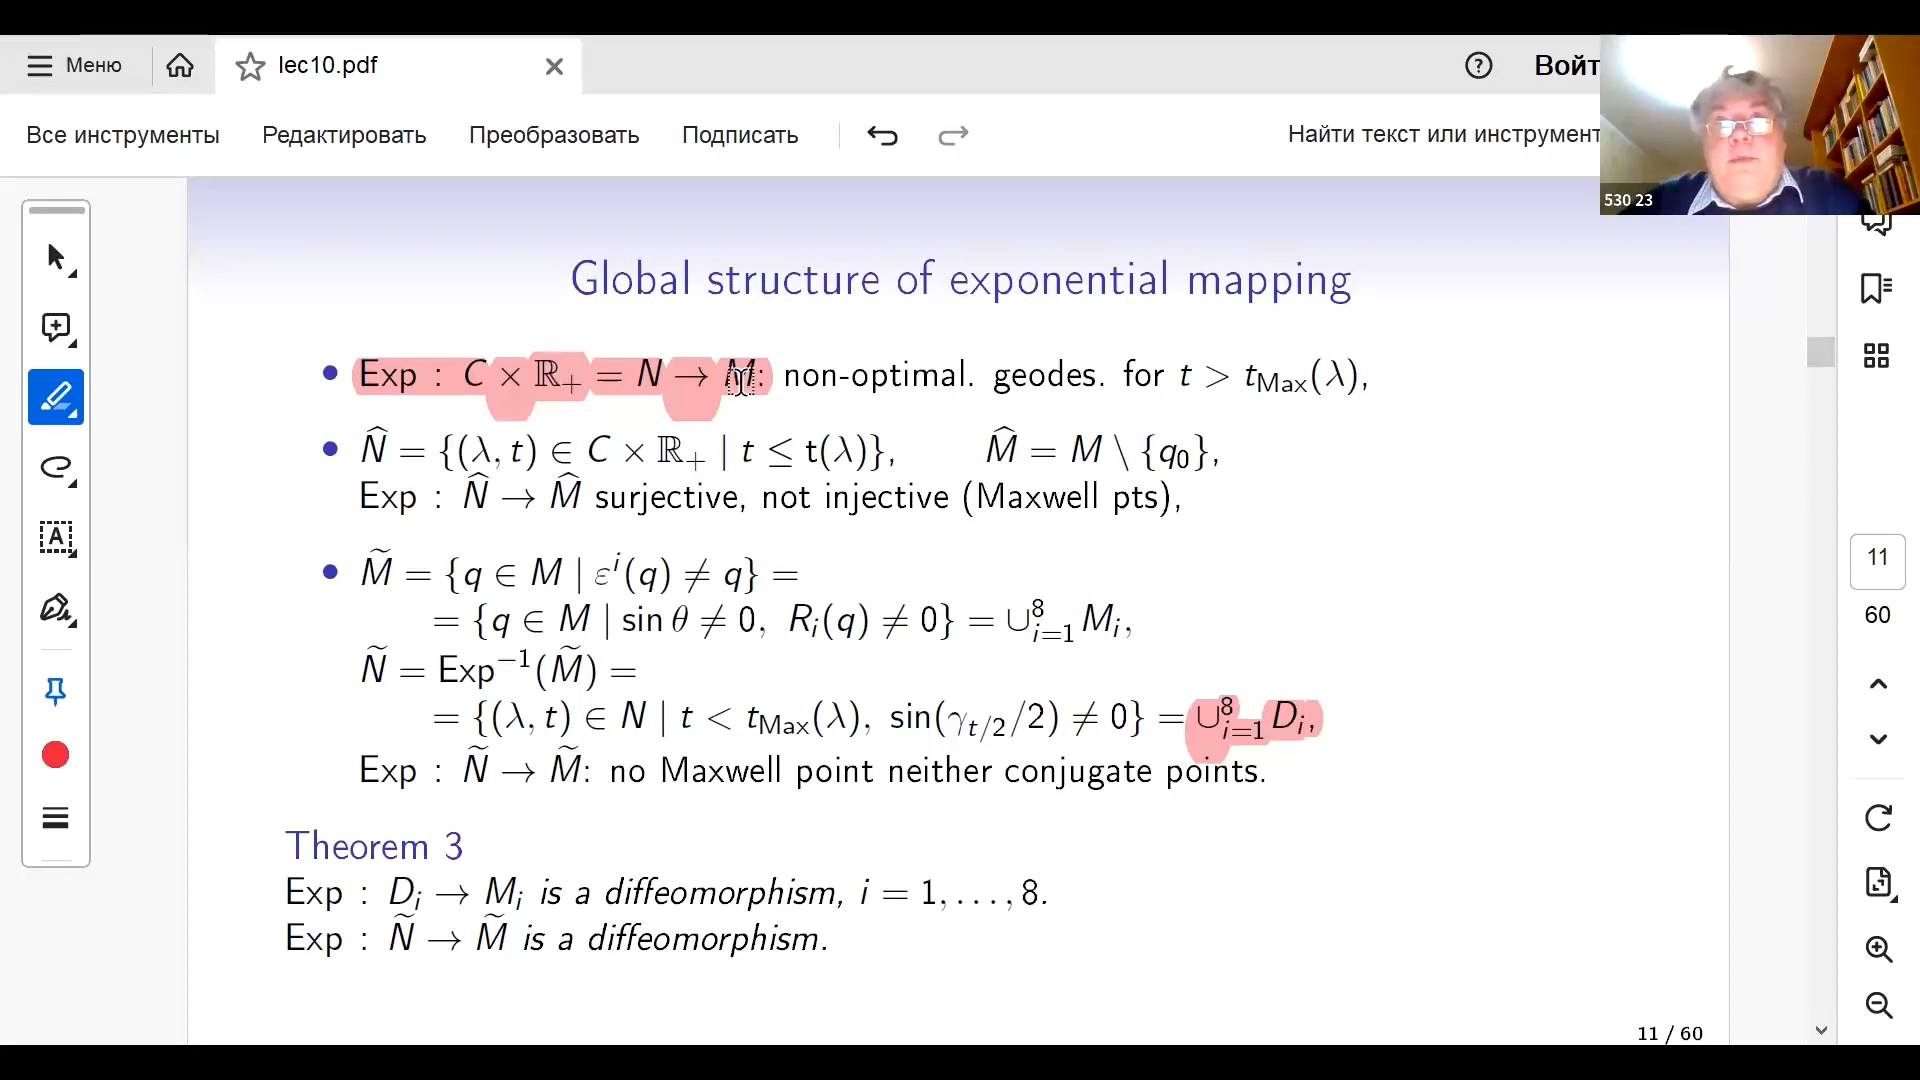 Меню
lec10.pdf
Войт
Все инструменты
Редактировать
Преобразовать
Подписать
Найти текст или инструмент
530 23
Global structure of exponential mapping
• Exp : C × ℝ₊ = N → M: non-optimal. geodes. for t > t_Max(λ),
• N̂ = {(λ, t) ∈ C × ℝ₊ | t ≤ t(λ)}, M̂ = M \ {q₀},
Exp : N̂ → M̂ surjective, not injective (Maxwell pts),
• M̃ = {q ∈ M | εⁱ(q) ≠ q} =
= {q ∈ M | sin θ ≠ 0, Rᵢ(q) ≠ 0} = ∪⁸ᵢ₌₁ Mᵢ,
Ñ = Exp⁻¹(M̃) =
= {(λ, t) ∈ N | t < t_Max(λ), sin(γ_{t/2}/2) ≠ 0} = ∪⁸ᵢ₌₁ Dᵢ,
Exp : Ñ → M̃: no Maxwell point neither conjugate points.
Theorem 3
Exp : Dᵢ → Mᵢ is a diffeomorphism, i = 1, . . . , 8.
Exp : Ñ → M̃ is a diffeomorphism.
11 / 60
11
60